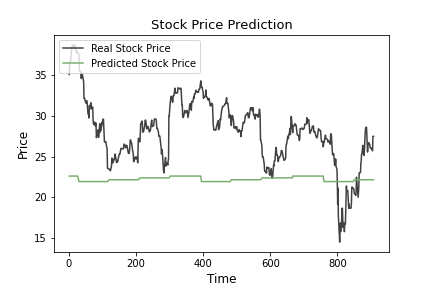 Stock Price Prediction
Real Stock Price
Predicted Stock Price
Price
35
30
25
20
15
0 200 400 600 800
Time